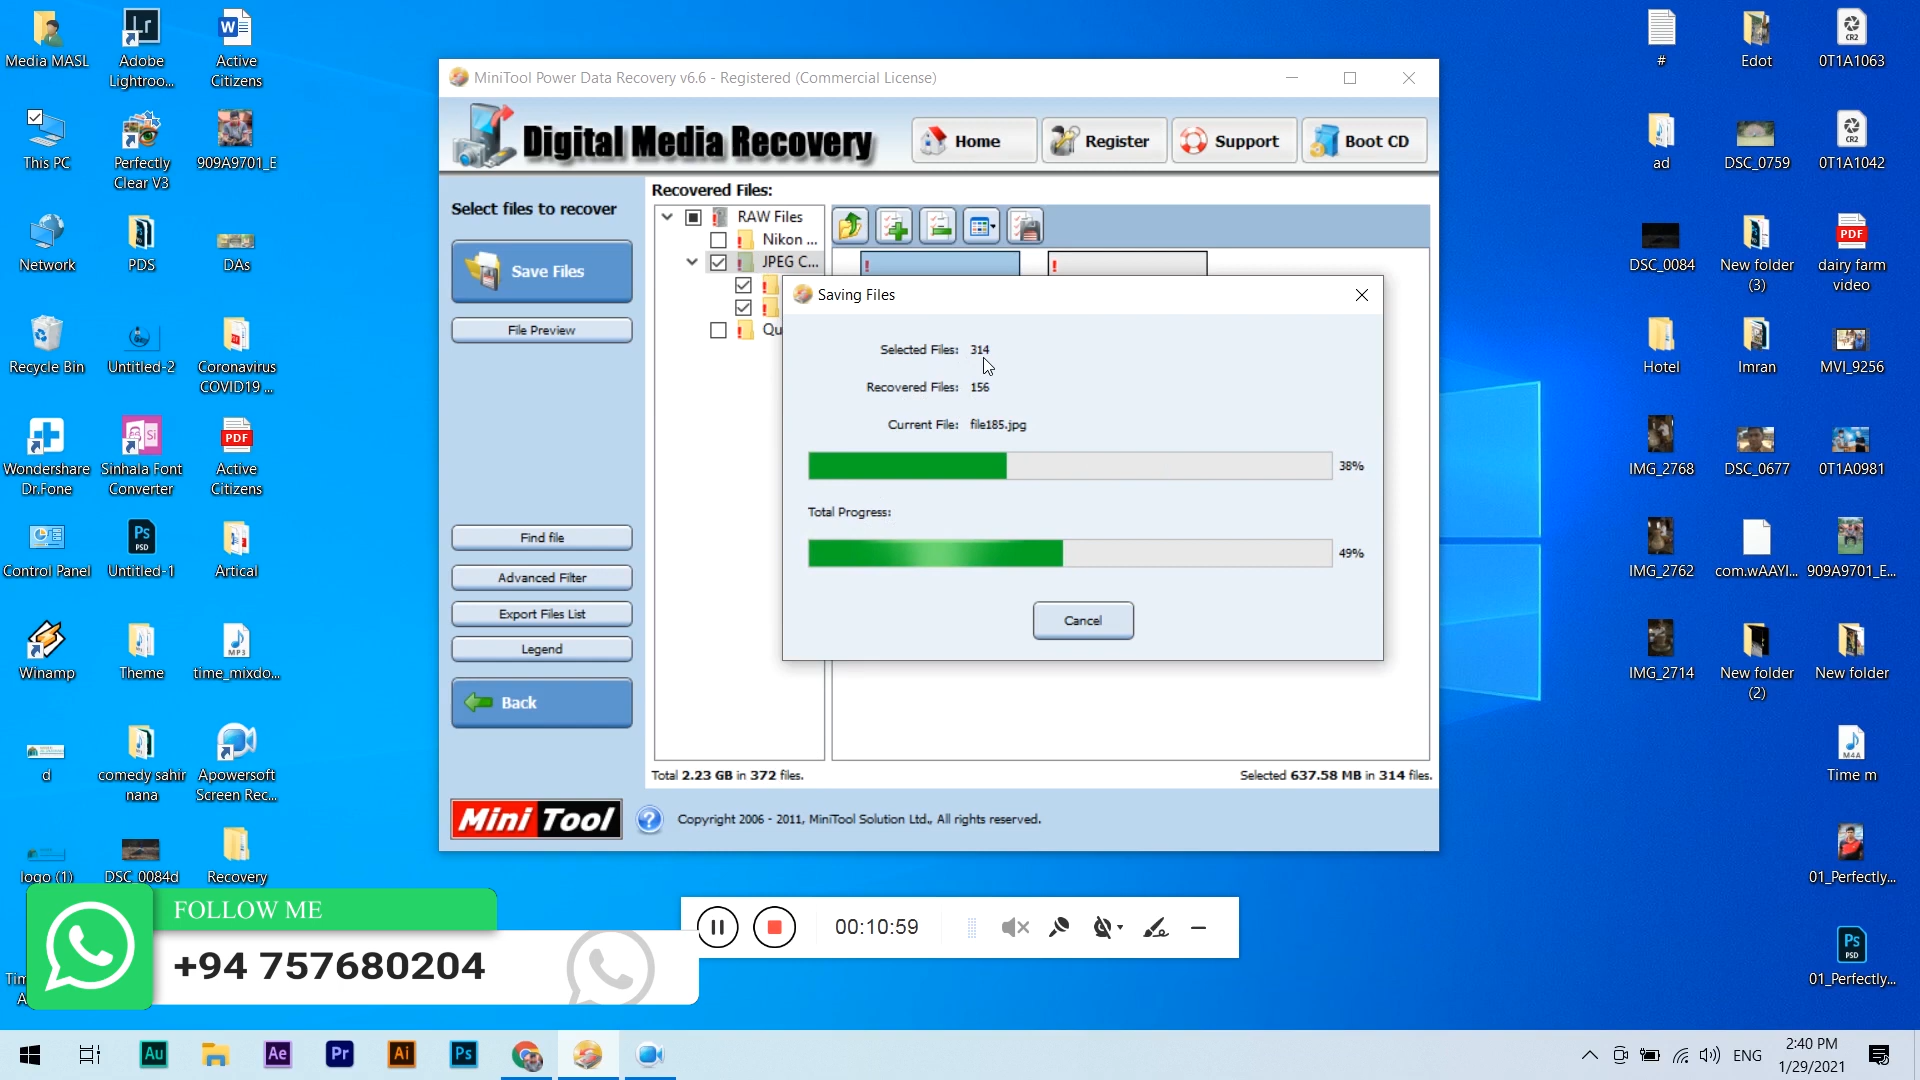 Media MASL
Adobe
Lightroo...
Active
Citizens
This PC
Perfectly
Clear V3
909A9701_E
Network
PDS
DAs
Recycle Bin
Untitled-2
Coronavirus
COVID19 ...
Wondershare
Dr.Fone
Sinhala Font
Converter
Active
Citizens
Control Panel
Untitled-1
Artical
Winamp
Theme
time_mixdo...
d
comedy sahir
nana
Apowersoft
Screen Rec...
logo (1)
DSC_0084d
Recovery
MiniTool Power Data Recovery v6.6 - Registered (Commercial License)
Digital Media Recovery
Home
Register
Support
Boot CD
Select files to recover
Save Files
File Preview
Find file
Advanced Filter
Export Files List
Legend
Back
Recovered Files:
RAW Files
Nikon ...
JPEG C...
Qu
Saving Files
Selected Files: 314
Recovered Files: 156
Current File: file185.jpg
38%
Total Progress:
49%
Cancel
Total 2.23 GB in 372 files.
Selected 637.58 MB in 314 files.
Mini Tool
Copyright 2006 - 2011, MiniTool Solution Ltd., All rights reserved.
#
Edot
0T1A1063
ad
DSC_0759
0T1A1042
DSC_0084
New folder
(3)
dairy farm
video
Hotel
Imran
MVI_9256
IMG_2768
DSC_0677
0T1A0981
IMG_2762
com.wAAYI...
909A9701_E...
IMG_2714
New folder
(2)
New folder
Time m
01_Perfectly...
01_Perfectly...
FOLLOW ME
+94 757680204
00:10:59
ENG
2:40 PM
1/29/2021